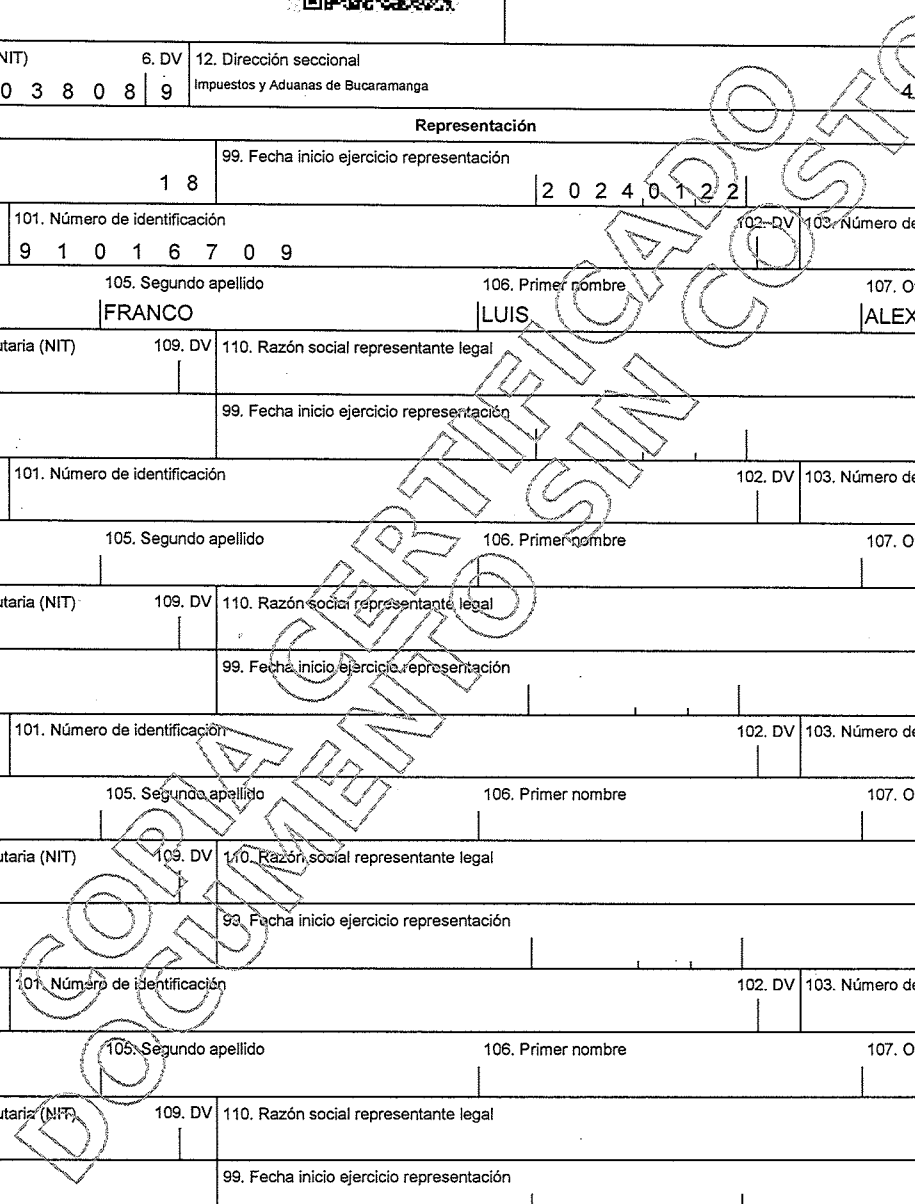 NIT) 6. DV 12. Dirección seccional
0 3 8 0 8 9 Impuestos y Aduanas de Bucaramanga 4
Representación
99. Fecha inicio ejercicio representación
1 8 2 0 2 4 0 1 2 2
101. Número de identificación 102. DV 103. Número de
9 1 0 1 6 7 0 9
105. Segundo apellido 106. Primer nombre 107. O
FRANCO LUIS ALEX
utaria (NIT) 109. DV 110. Razón social representante legal
99. Fecha inicio ejercicio representación
101. Número de identificación 102. DV 103. Número de
105. Segundo apellido 106. Primer nombre 107. O
utaria (NIT) 109. DV 110. Razón social representante legal
99. Fecha inicio ejercicio representación
101. Número de identificación 102. DV 103. Número de
105. Segundo apellido 106. Primer nombre 107. O
utaria (NIT) 109. DV 110. Razón social representante legal
99. Fecha inicio ejercicio representación
101. Número de identificación 102. DV 103. Número de
105. Segundo apellido 106. Primer nombre 107. O
utaria (NIT) 109. DV 110. Razón social representante legal
99. Fecha inicio ejercicio representación
COPIA CERTIFICADO
DOCUMENTO SIN COSTO